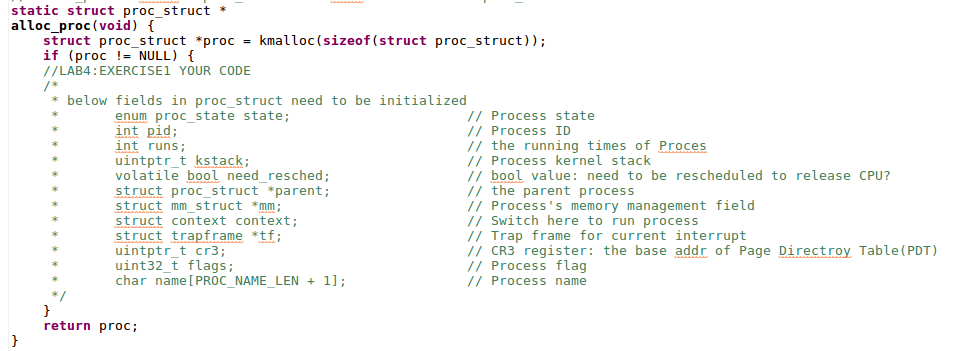 static struct proc_struct *
alloc_proc(void) {
    struct proc_struct *proc = kmalloc(sizeof(struct proc_struct));
    if (proc != NULL) {
    //LAB4:EXERCISE1 YOUR CODE
    /*
     * below fields in proc_struct need to be initialized
     *       enum proc_state state;                      // Process state
     *       int pid;                                    // Process ID
     *       int runs;                                   // the running times of Proces
     *       uintptr_t kstack;                           // Process kernel stack
     *       volatile bool need_resched;                 // bool value: need to be rescheduled to release CPU?
     *       struct proc_struct *parent;                 // the parent process
     *       struct mm_struct *mm;                       // Process's memory management field
     *       struct context context;                     // Switch here to run process
     *       struct trapframe *tf;                       // Trap frame for current interrupt
     *       uintptr_t cr3;                              // CR3 register: the base addr of Page Directroy Table(PDT)
     *       uint32_t flags;                             // Process flag
     *       char name[PROC_NAME_LEN + 1];               // Process name
     */
    }
    return proc;
}